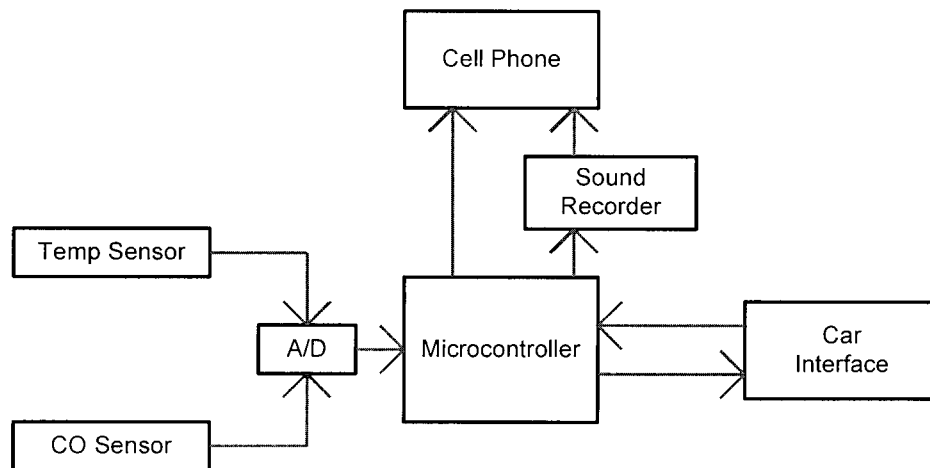 Cell Phone
Sound
Recorder
Temp Sensor
A/D
Microcontroller
Car
Interface
CO Sensor